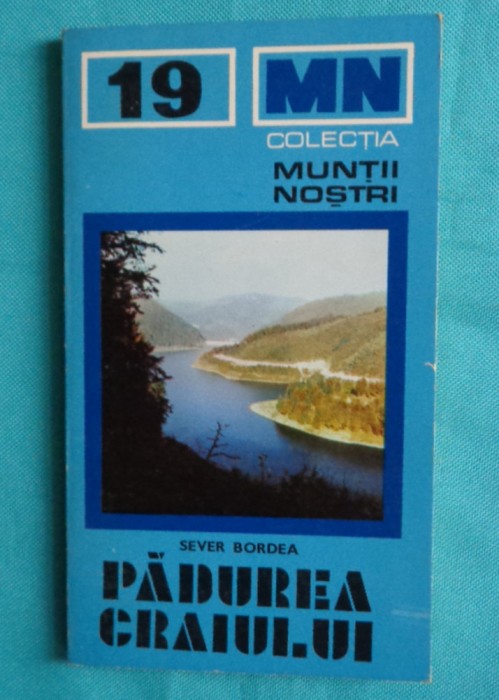 19
MN
COLECȚIA
MUNȚII
NOȘTRI
SEVER BORDEA
PĂDUREA
CRAIULUI